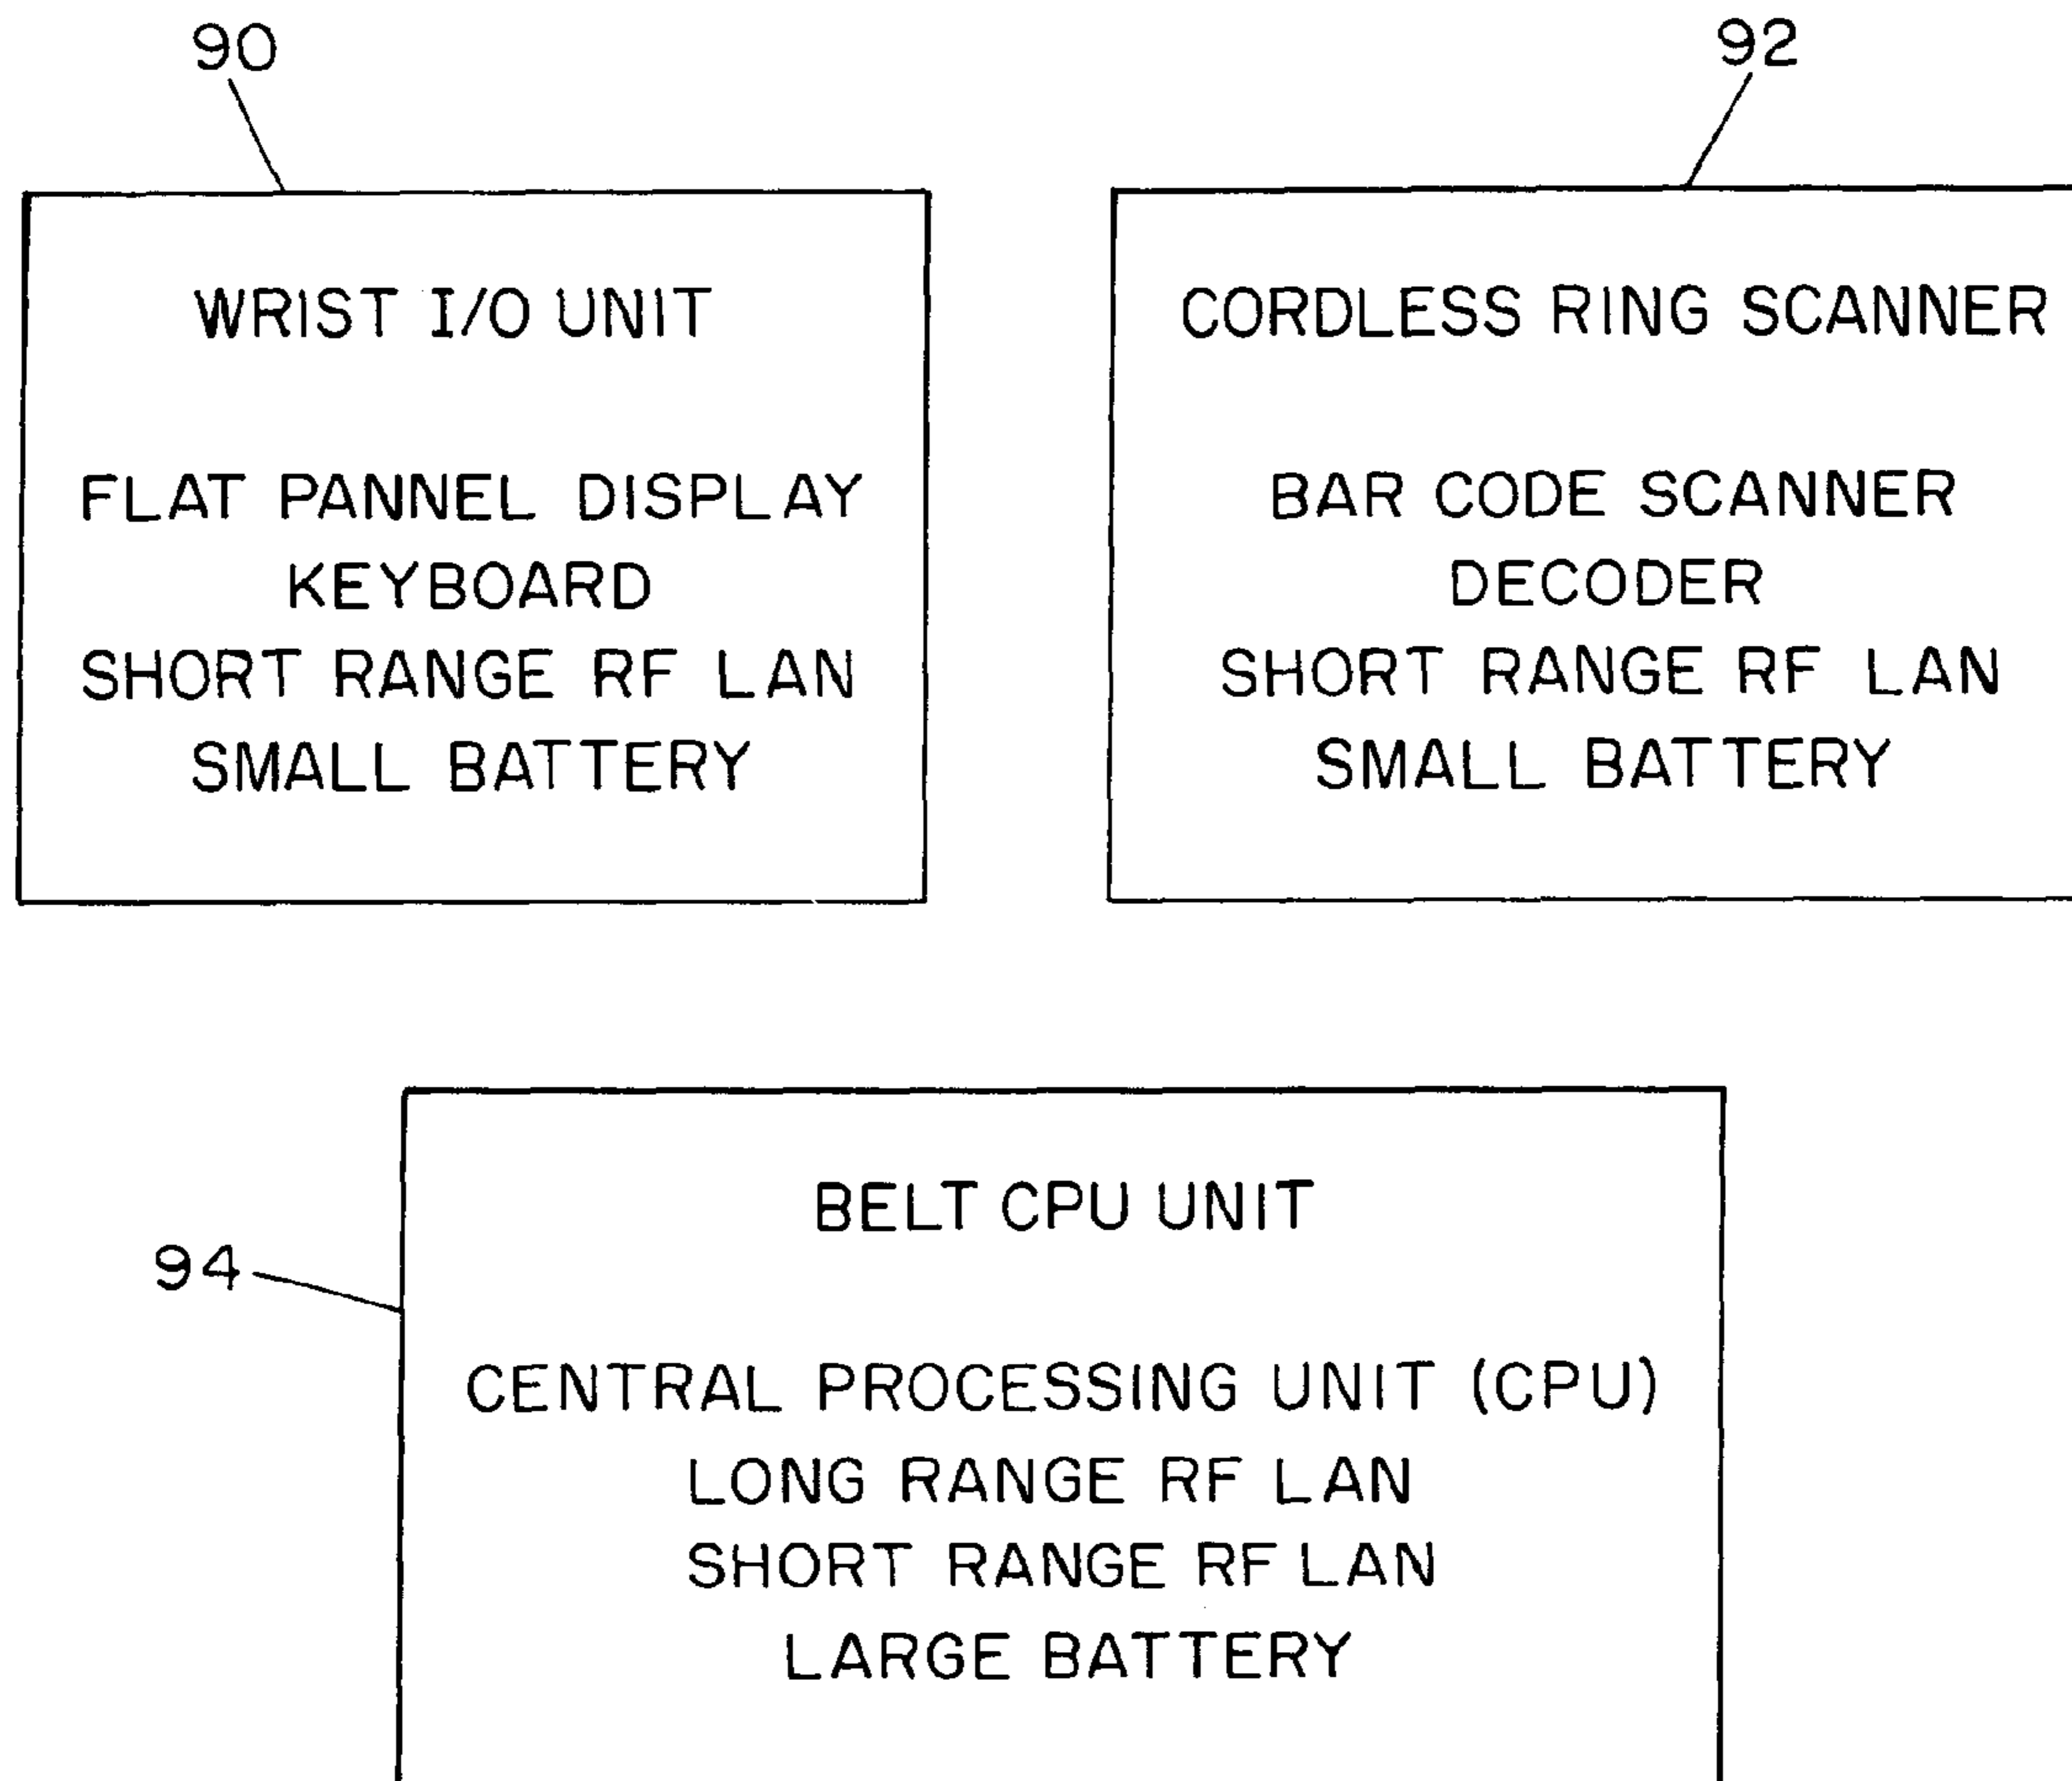 90
92
WRIST I/O UNIT
FLAT PANNEL DISPLAY
KEYBOARD
SHORT RANGE RF LAN
SMALL BATTERY
CORDLESS RING SCANNER
BAR CODE SCANNER
DECODER
SHORT RANGE RF LAN
SMALL BATTERY
94
BELT CPU UNIT
CENTRAL PROCESSING UNIT (CPU)
LONG RANGE RF LAN
SHORT RANGE RF LAN
LARGE BATTERY